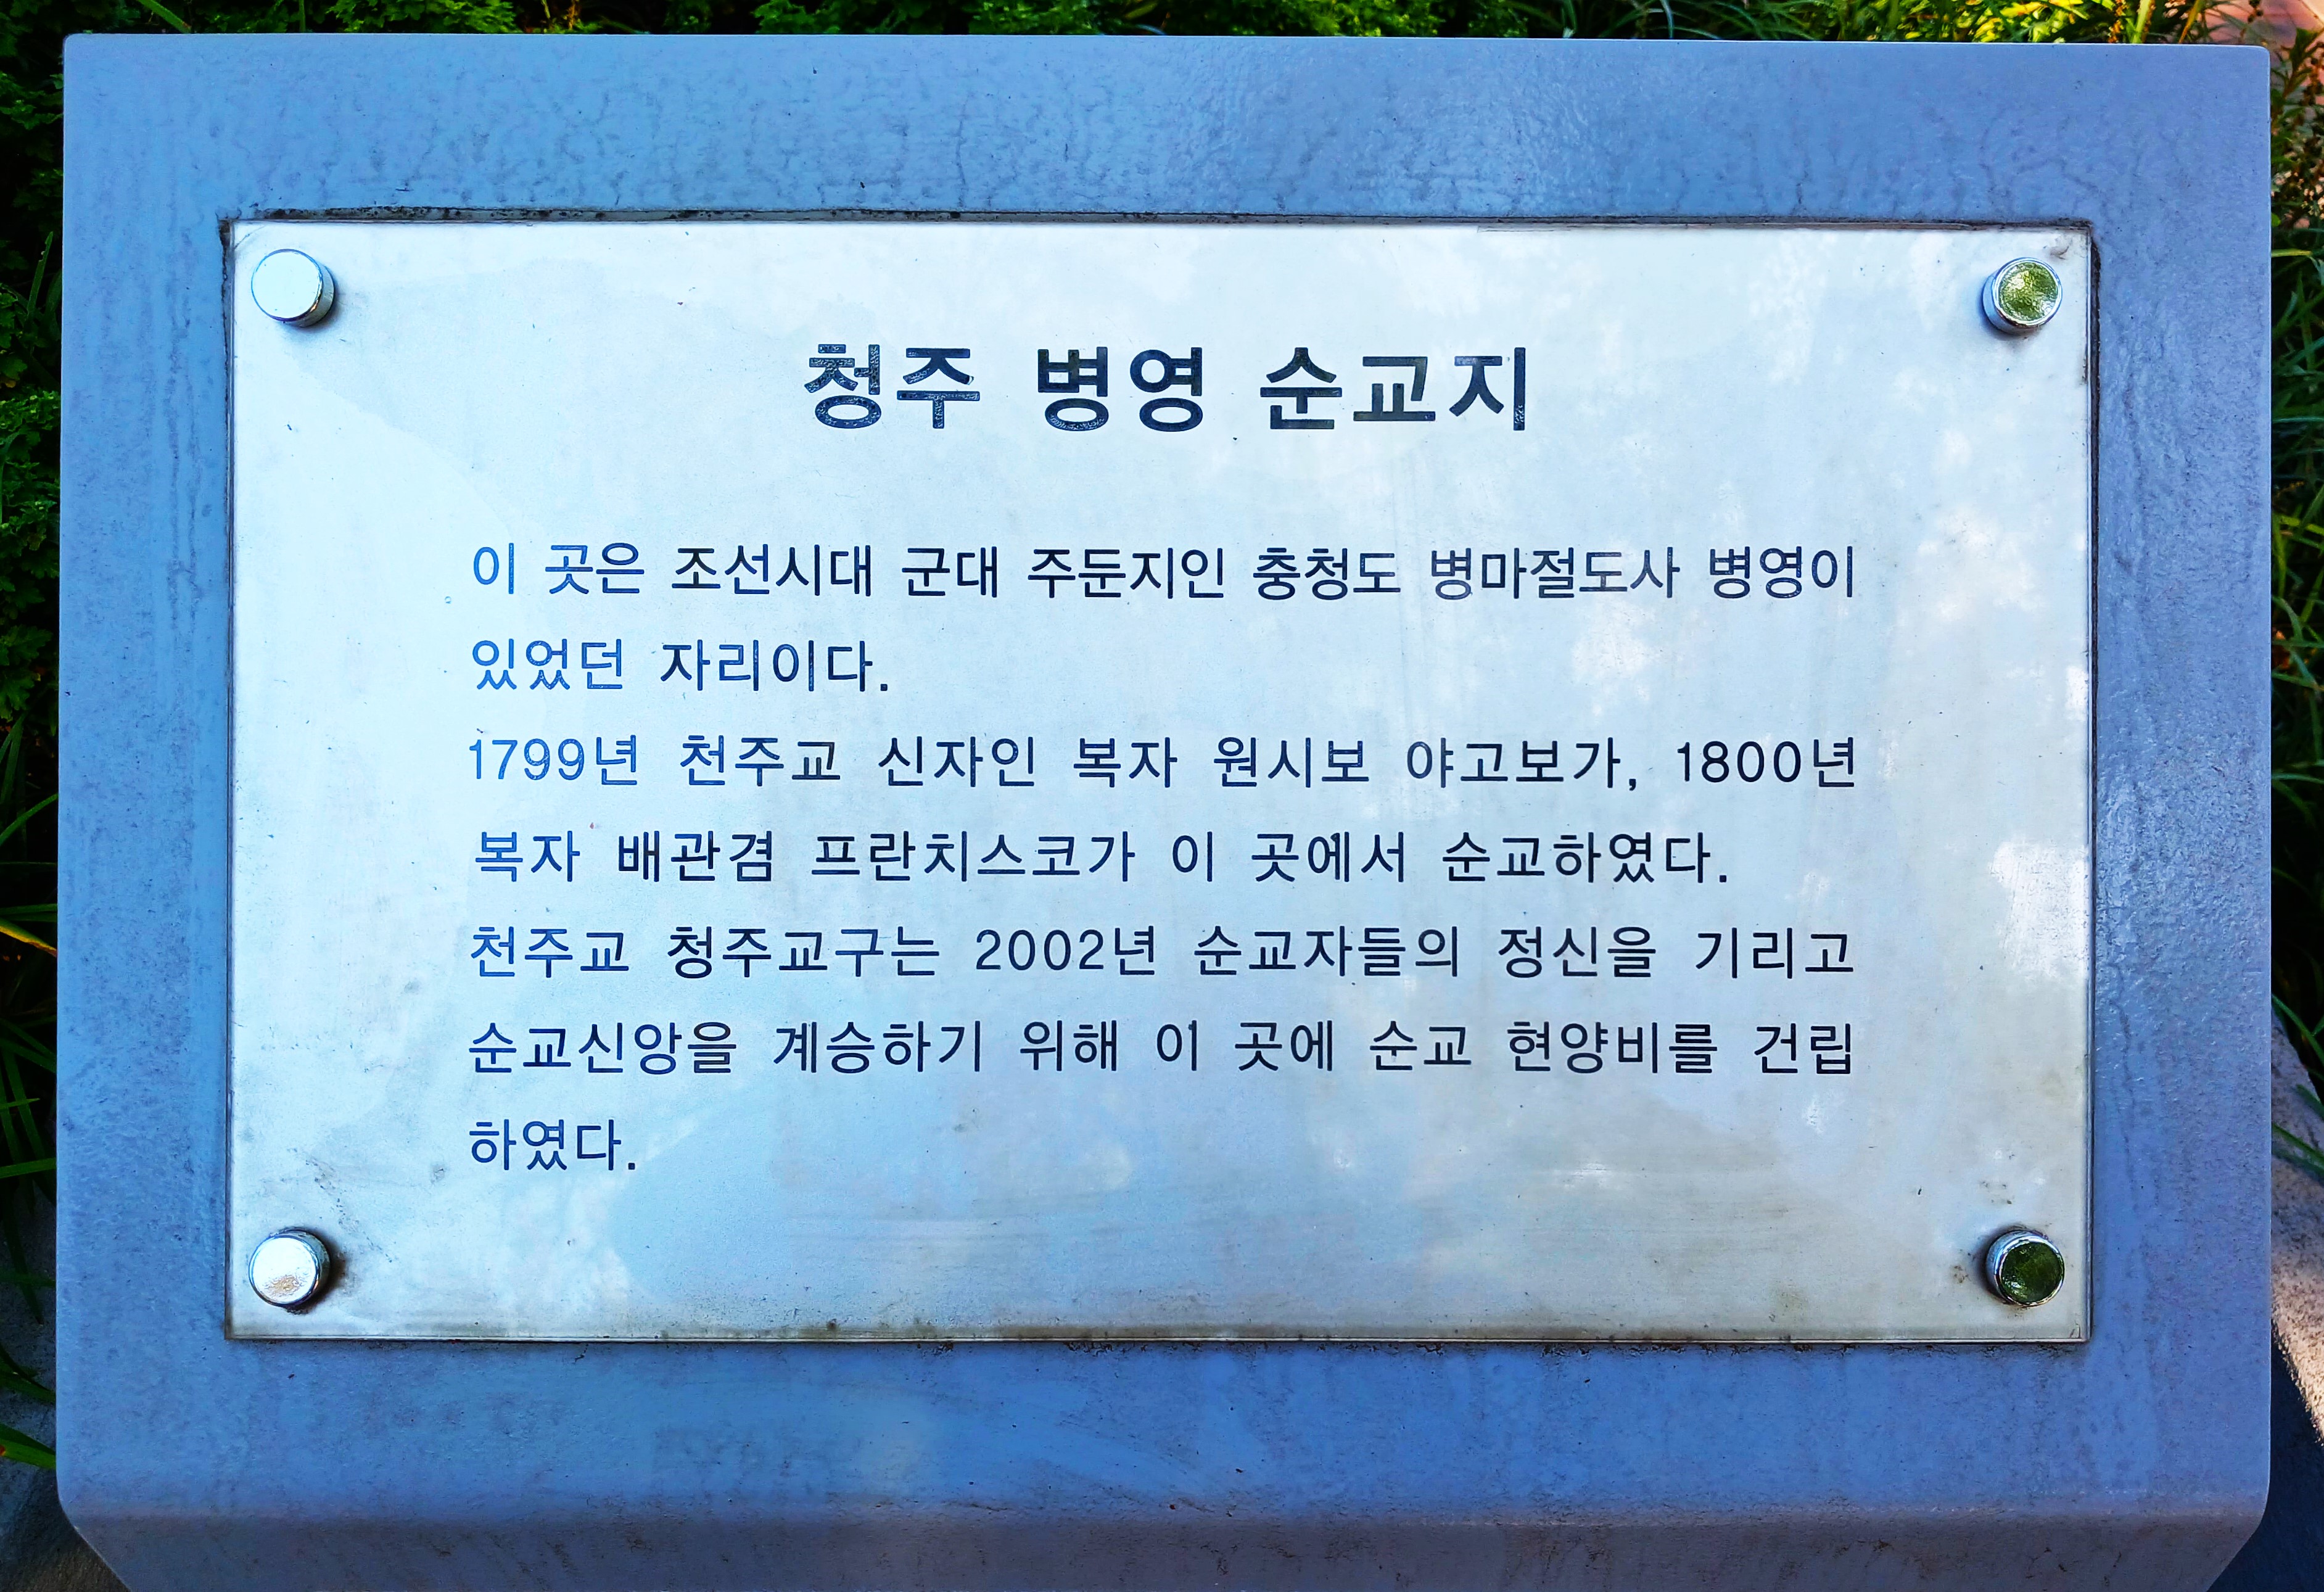 청주 병영 순교지
이 곳은 조선시대 군대 주둔지인 충청도 병마절도사 병영이
있었던 자리이다.
1799년 천주교 신자인 복자 원시보 야고보가, 1800년
복자 배관겸 프란치스코가 이 곳에서 순교하였다.
천주교 청주교구는 2002년 순교자들의 정신을 기리고
순교신앙을 계승하기 위해 이 곳에 순교 현양비를 건립
하였다.